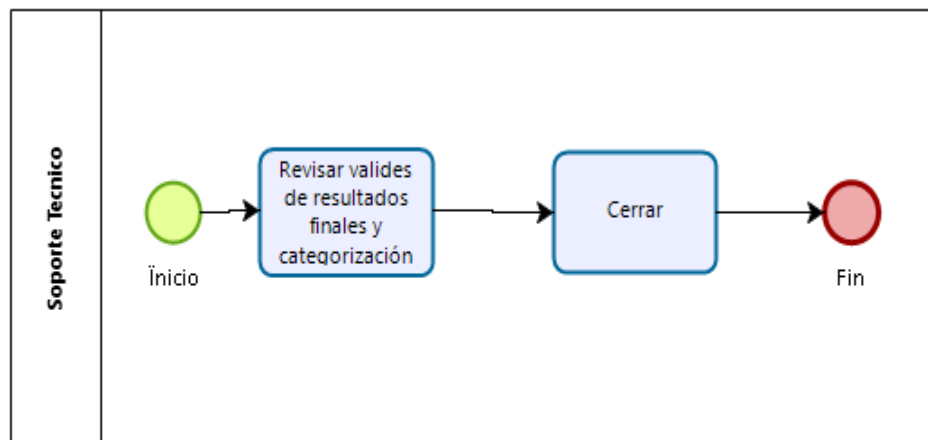 Soporte Tecnico
Revisar valides
de resultados
finales y
categorización
Cerrar
Ïnicio
Fin